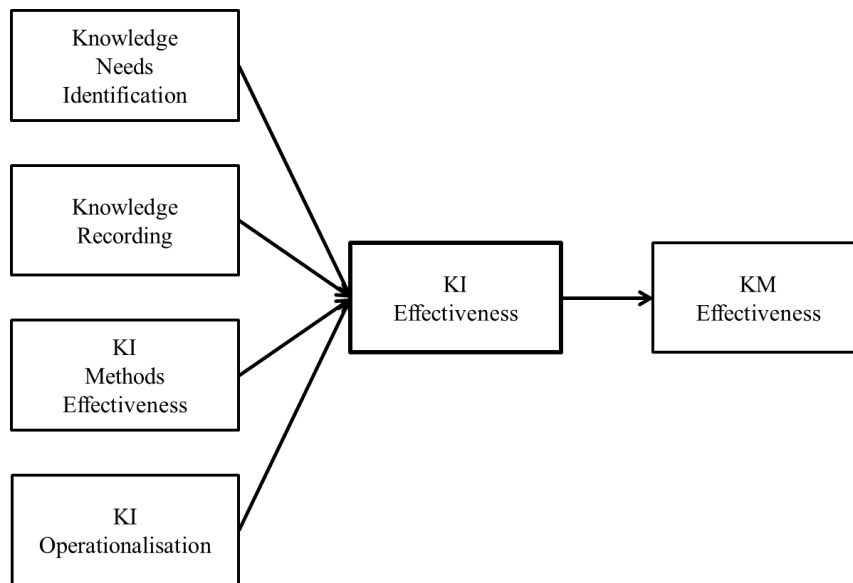 Knowledge
Needs
Identification
Knowledge
Recording
KI
Methods
Effectiveness
KI
Operationalisation
KI
Effectiveness
KM
Effectiveness